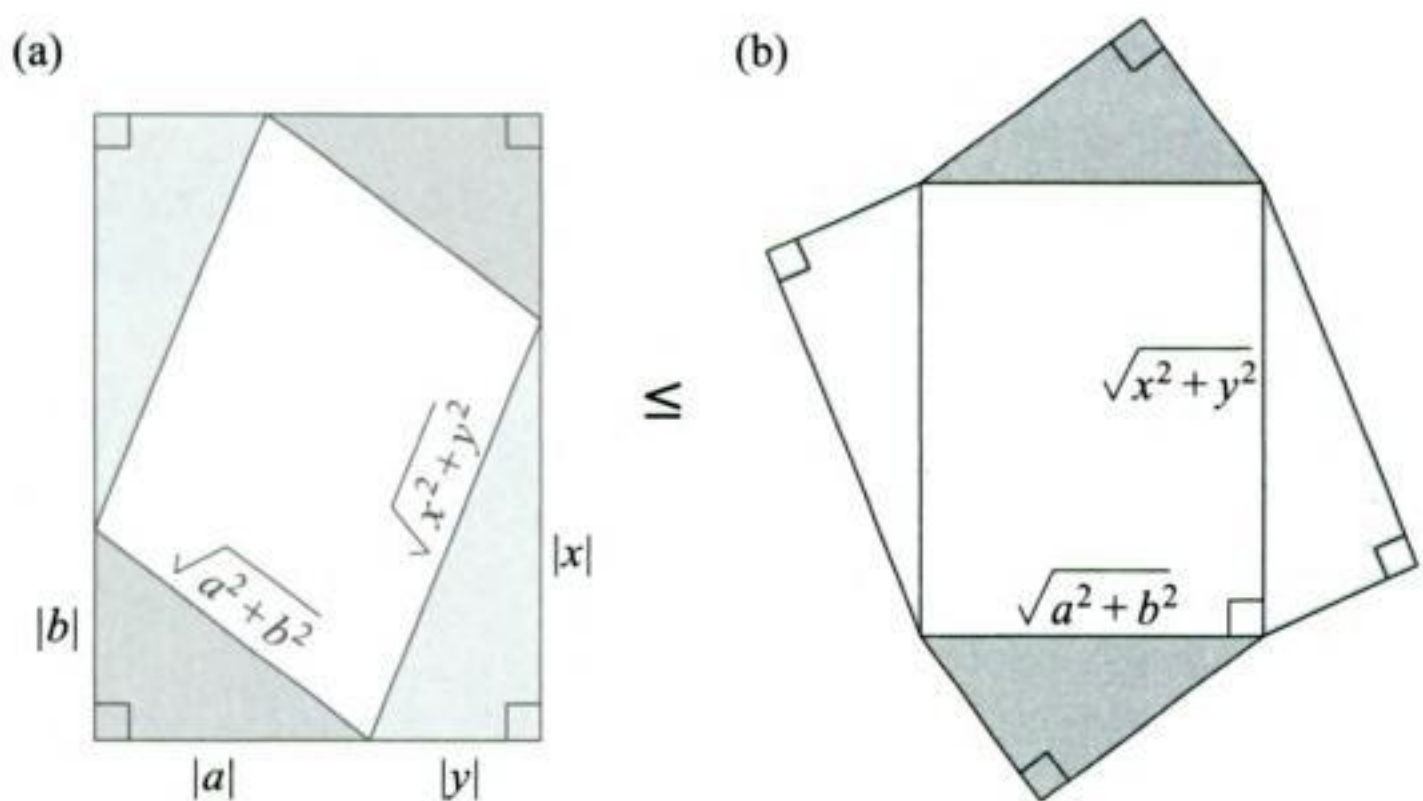 (a)
√x² + y²
|x|
√a² + b²
|b|
|a|
|y|
≤
(b)
√x² + y²
√a² + b²